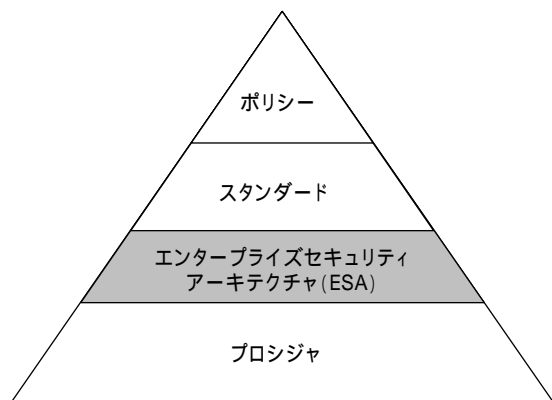 ポリシー
スタンダード
エンタープライズセキュリティ
アーキテクチャ(ESA)
プロシジャ